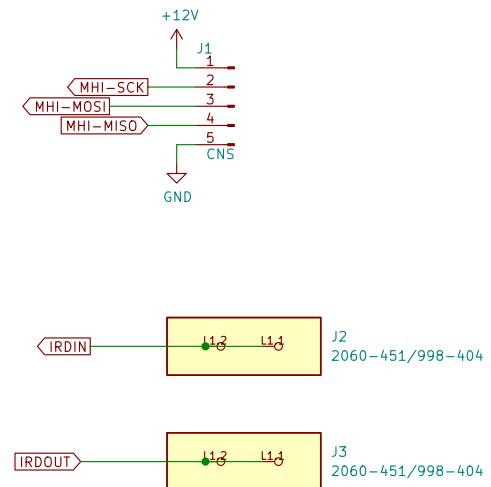 +12V
J1
1
MHI-SCK 2
MHI-MOSI 3
MHI-MISO 4
5
CNS
GND
L1.2 L1.1 J2
IRDIN 2060-451/998-404
L1.2 L1.1 J3
IRDOUT 2060-451/998-404